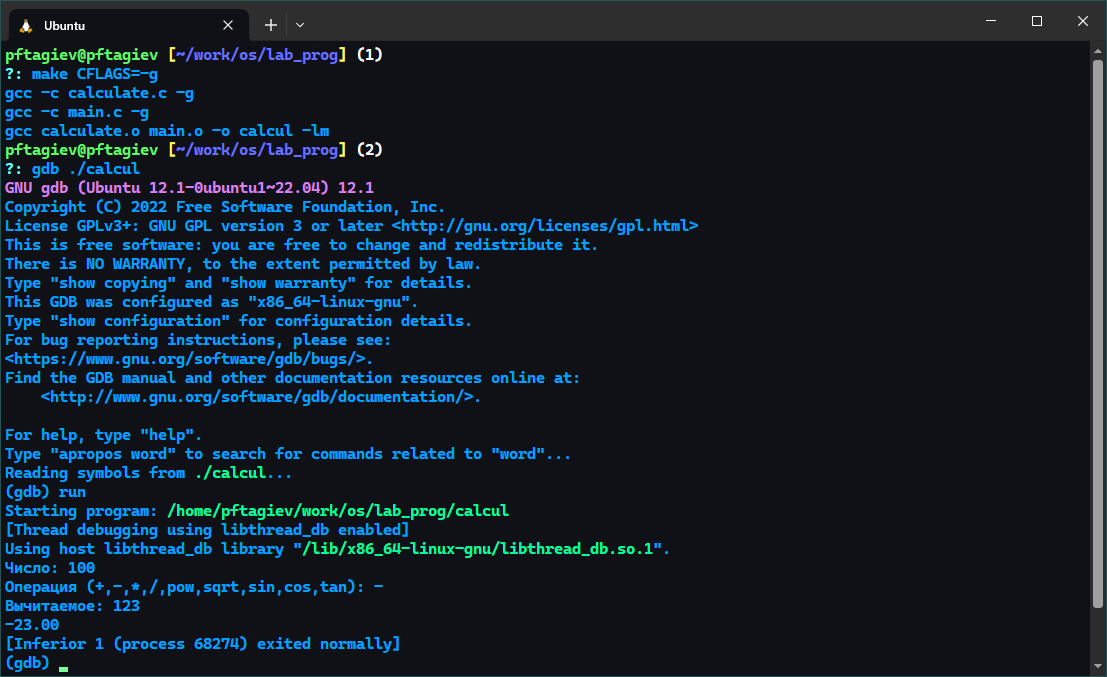 Ubuntu
pftagiev@pftagiev [~/work/os/lab_prog] (1)
?: make CFLAGS=-g
gcc -c calculate.c -g
gcc -c main.c -g
gcc calculate.o main.o -o calcul -lm
pftagiev@pftagiev [~/work/os/lab_prog] (2)
?: gdb ./calcul
GNU gdb (Ubuntu 12.1-0ubuntu1~22.04) 12.1
Copyright (C) 2022 Free Software Foundation, Inc.
License GPLv3+: GNU GPL version 3 or later <http://gnu.org/licenses/gpl.html>
This is free software: you are free to change and redistribute it.
There is NO WARRANTY, to the extent permitted by law.
Type "show copying" and "show warranty" for details.
This GDB was configured as "x86_64-linux-gnu".
Type "show configuration" for configuration details.
For bug reporting instructions, please see:
<https://www.gnu.org/software/gdb/bugs/>.
Find the GDB manual and other documentation resources online at:
    <http://www.gnu.org/software/gdb/documentation/>.

For help, type "help".
Type "apropos word" to search for commands related to "word"...
Reading symbols from ./calcul...
(gdb) run
Starting program: /home/pftagiev/work/os/lab_prog/calcul
[Thread debugging using libthread_db enabled]
Using host libthread_db library "/lib/x86_64-linux-gnu/libthread_db.so.1".
Число: 100
Операция (+,-,*,/,pow,sqrt,sin,cos,tan): -
Вычитаемое: 123
-23.00
[Inferior 1 (process 68274) exited normally]
(gdb)